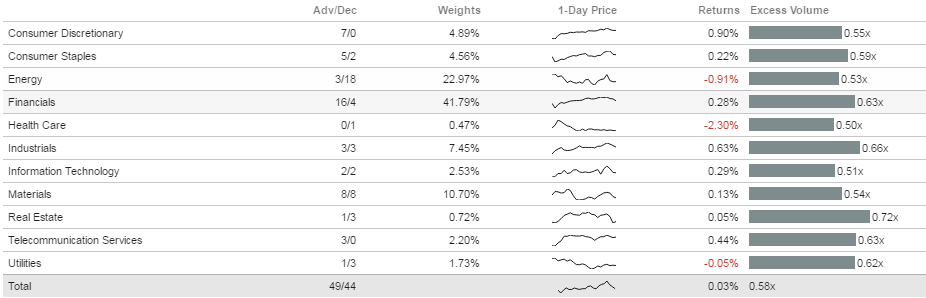 Adv/Dec Weights 1-Day Price Returns Excess Volume
Consumer Discretionary 7/0 4.89% 0.90% 0.55x
Consumer Staples 5/2 4.56% 0.22% 0.59x
Energy 3/18 22.97% -0.91% 0.53x
Financials 16/4 41.79% 0.28% 0.63x
Health Care 0/1 0.47% -2.30% 0.50x
Industrials 3/3 7.45% 0.63% 0.66x
Information Technology 2/2 2.53% 0.29% 0.51x
Materials 8/8 10.70% 0.13% 0.54x
Real Estate 1/3 0.72% 0.05% 0.72x
Telecommunication Services 3/0 2.20% 0.44% 0.63x
Utilities 1/3 1.73% -0.05% 0.62x
Total 49/44 0.03% 0.58x